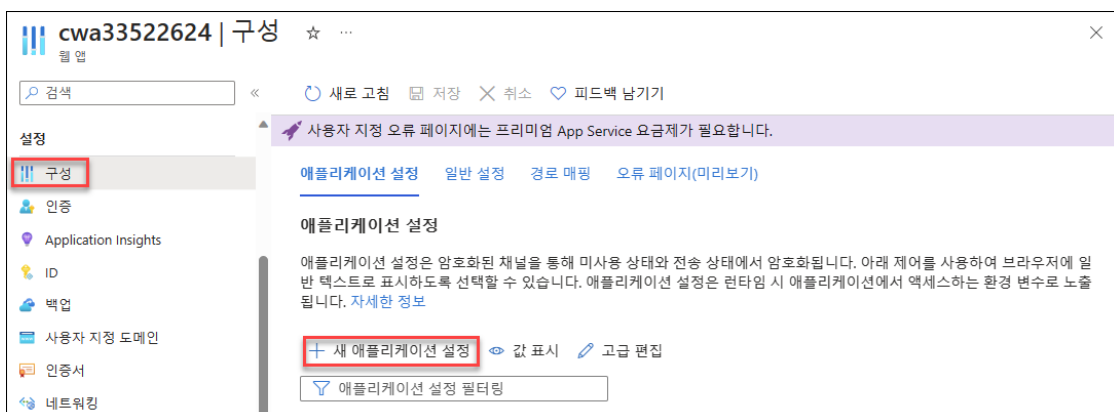 cwa33522624 | 구성 ☆ ...
웹 앱
검색 «
새로 고침 저장 취소 피드백 남기기
사용자 지정 오류 페이지에는 프리미엄 App Service 요금제가 필요합니다.
설정
구성
인증
Application Insights
ID
백업
사용자 지정 도메인
인증서
네트워킹
애플리케이션 설정 일반 설정 경로 매핑 오류 페이지(미리보기)
애플리케이션 설정
애플리케이션 설정은 암호화된 채널을 통해 미사용 상태와 전송 상태에서 암호화됩니다. 아래 제어를 사용하여 브라우저에 일
반 텍스트로 표시하도록 선택할 수 있습니다. 애플리케이션 설정은 런타임 시 애플리케이션에서 액세스하는 환경 변수로 노출
됩니다. 자세한 정보
새 애플리케이션 설정 값 표시 고급 편집
애플리케이션 설정 필터링